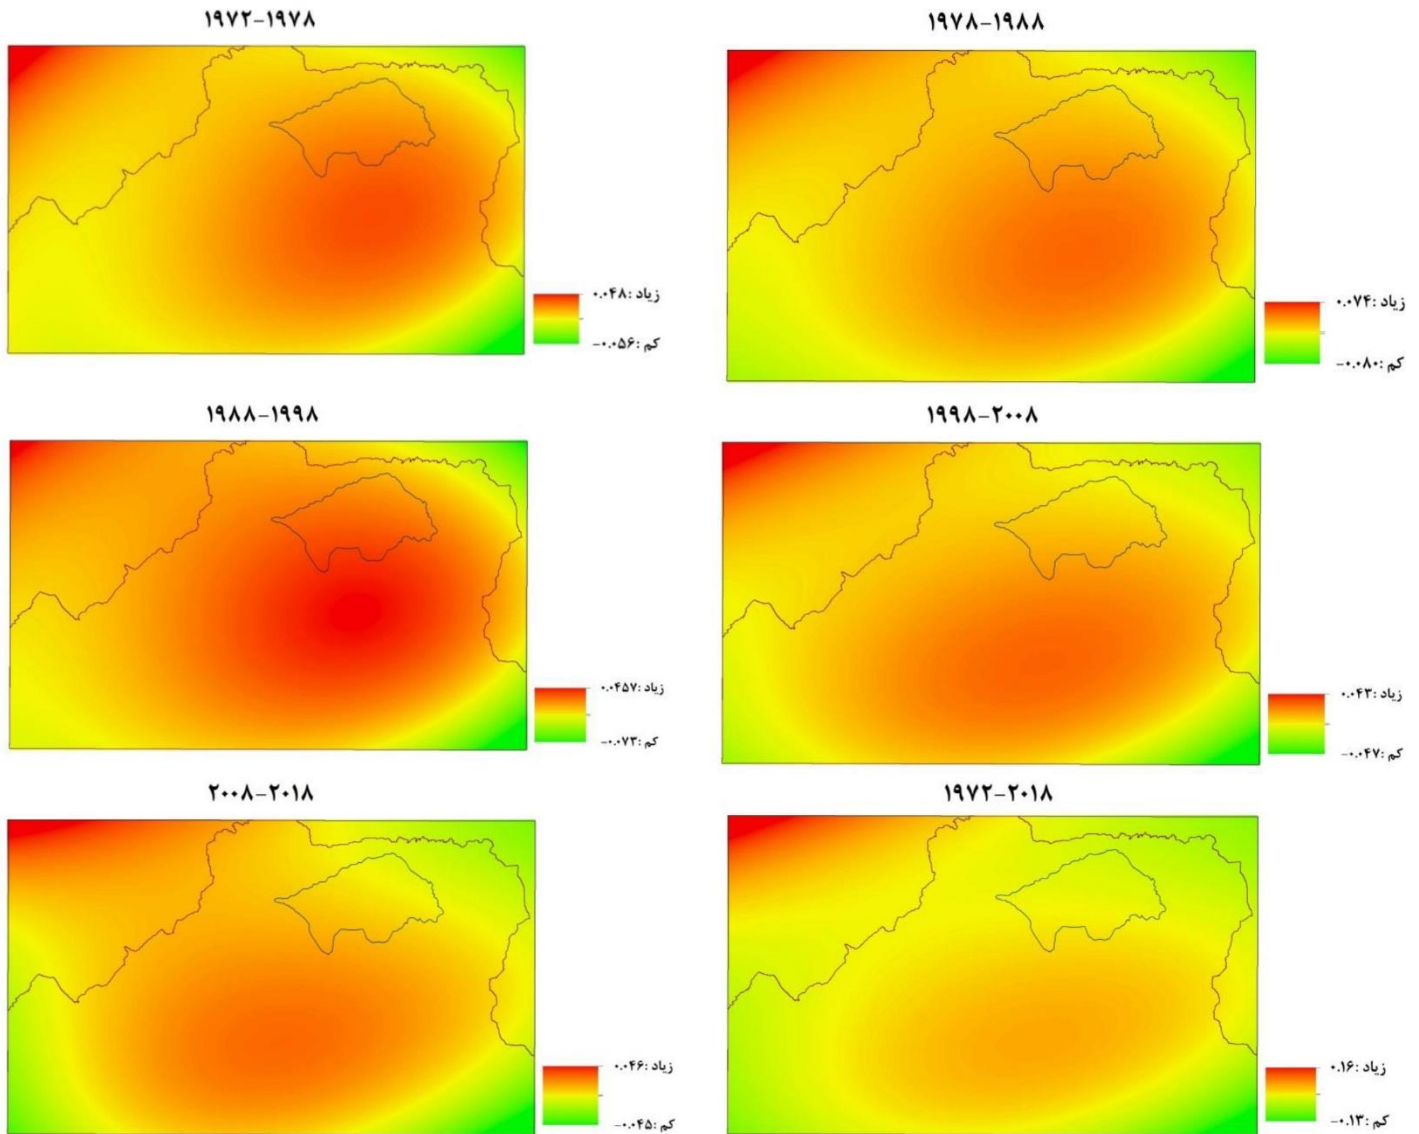 ۱۹۷۲-۱۹۷۸
زیاد :۰.۰۴۸
کم :-۰.۰۵۶
۱۹۷۸-۱۹۸۸
زیاد :۰.۰۷۴
کم :-۰.۰۸۰
۱۹۸۸-۱۹۹۸
زیاد :۰.۰۴۵۷
کم :-۰.۰۷۳
۱۹۹۸-۲۰۰۸
زیاد :۰.۰۴۳
کم :-۰.۰۴۷
۲۰۰۸-۲۰۱۸
زیاد :۰.۰۴۶
کم :-۰.۰۴۵
۱۹۷۲-۲۰۱۸
زیاد :۰.۱۶
کم :-۰.۱۳